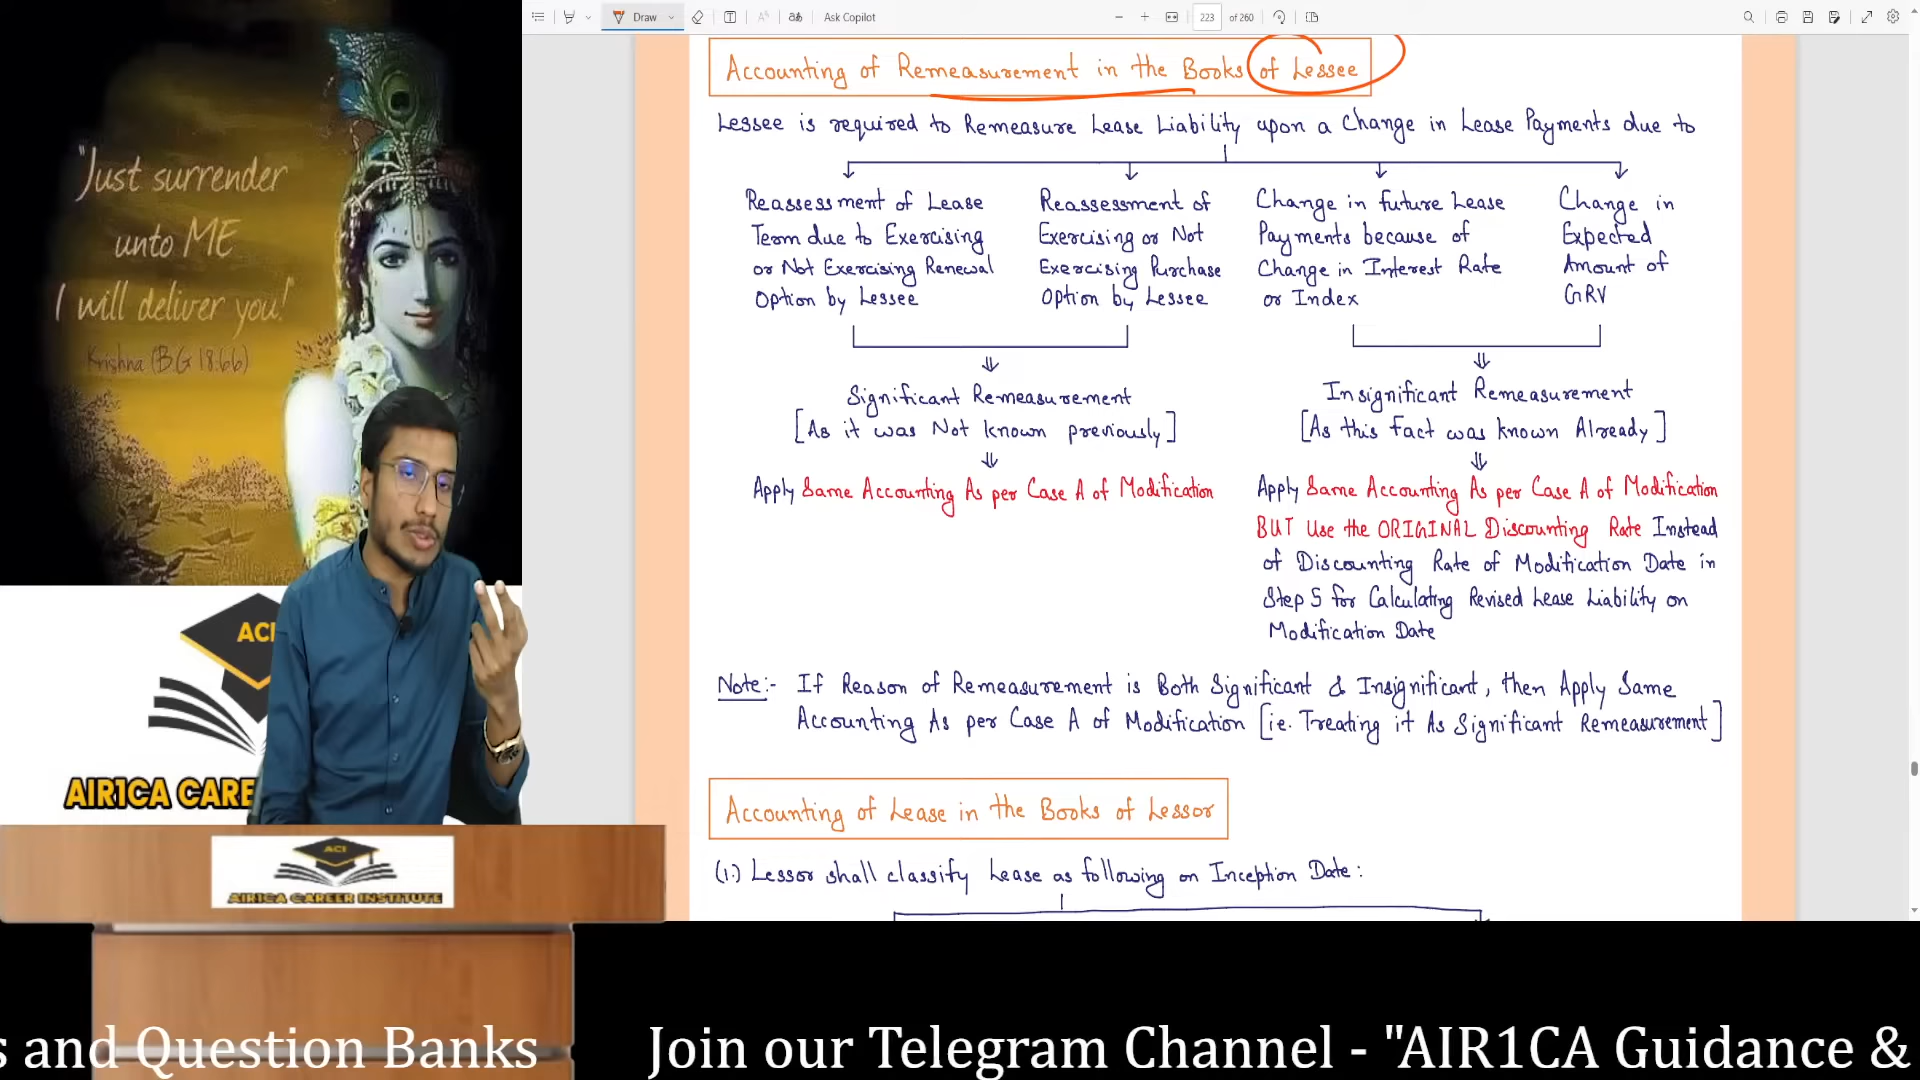 Draw
Ask Copilot
223
of 260
"Just surrender
unto ME
I will deliver you!"
Krishna (B.G 18:66)
Accounting of Remeasurement in the Books of Lessee
Lessee is required to Remeasure Lease Liability upon a Change in Lease Payments due to
Reassessment of Lease
Term due to Exercising
or Not Exercising Renewal
Option by Lessee
Reassessment of
Exercising or Not
Exercising Purchase
Option by Lessee
Change in future Lease
Payments because of
Change in Interest Rate
or Index
Change in
Expected
Amount of
GRV
Significant Remeasurement
[As it was Not known previously]
Apply Same Accounting As per Case A of Modification
Insignificant Remeasurement
[As this fact was known Already]
Apply Same Accounting As per Case A of Modification
BUT Use the ORIGINAL Discounting Rate Instead
of Discounting Rate of Modification Date in
Step 5 for Calculating Revised Lease Liability on
Modification Date
Note:- If Reason of Remeasurement is Both Significant & Insignificant, then Apply Same
Accounting As per Case A of Modification [ie. Treating it As Significant Remeasurement]
Accounting of Lease in the Books of Lessor
(1.) Lessor shall classify Lease as following on Inception Date:
ACI
AIR1CA CARE
ACI
AIR1CA CAREER INSTITUTE
s and Question Banks
Join our Telegram Channel - "AIR1CA Guidance &